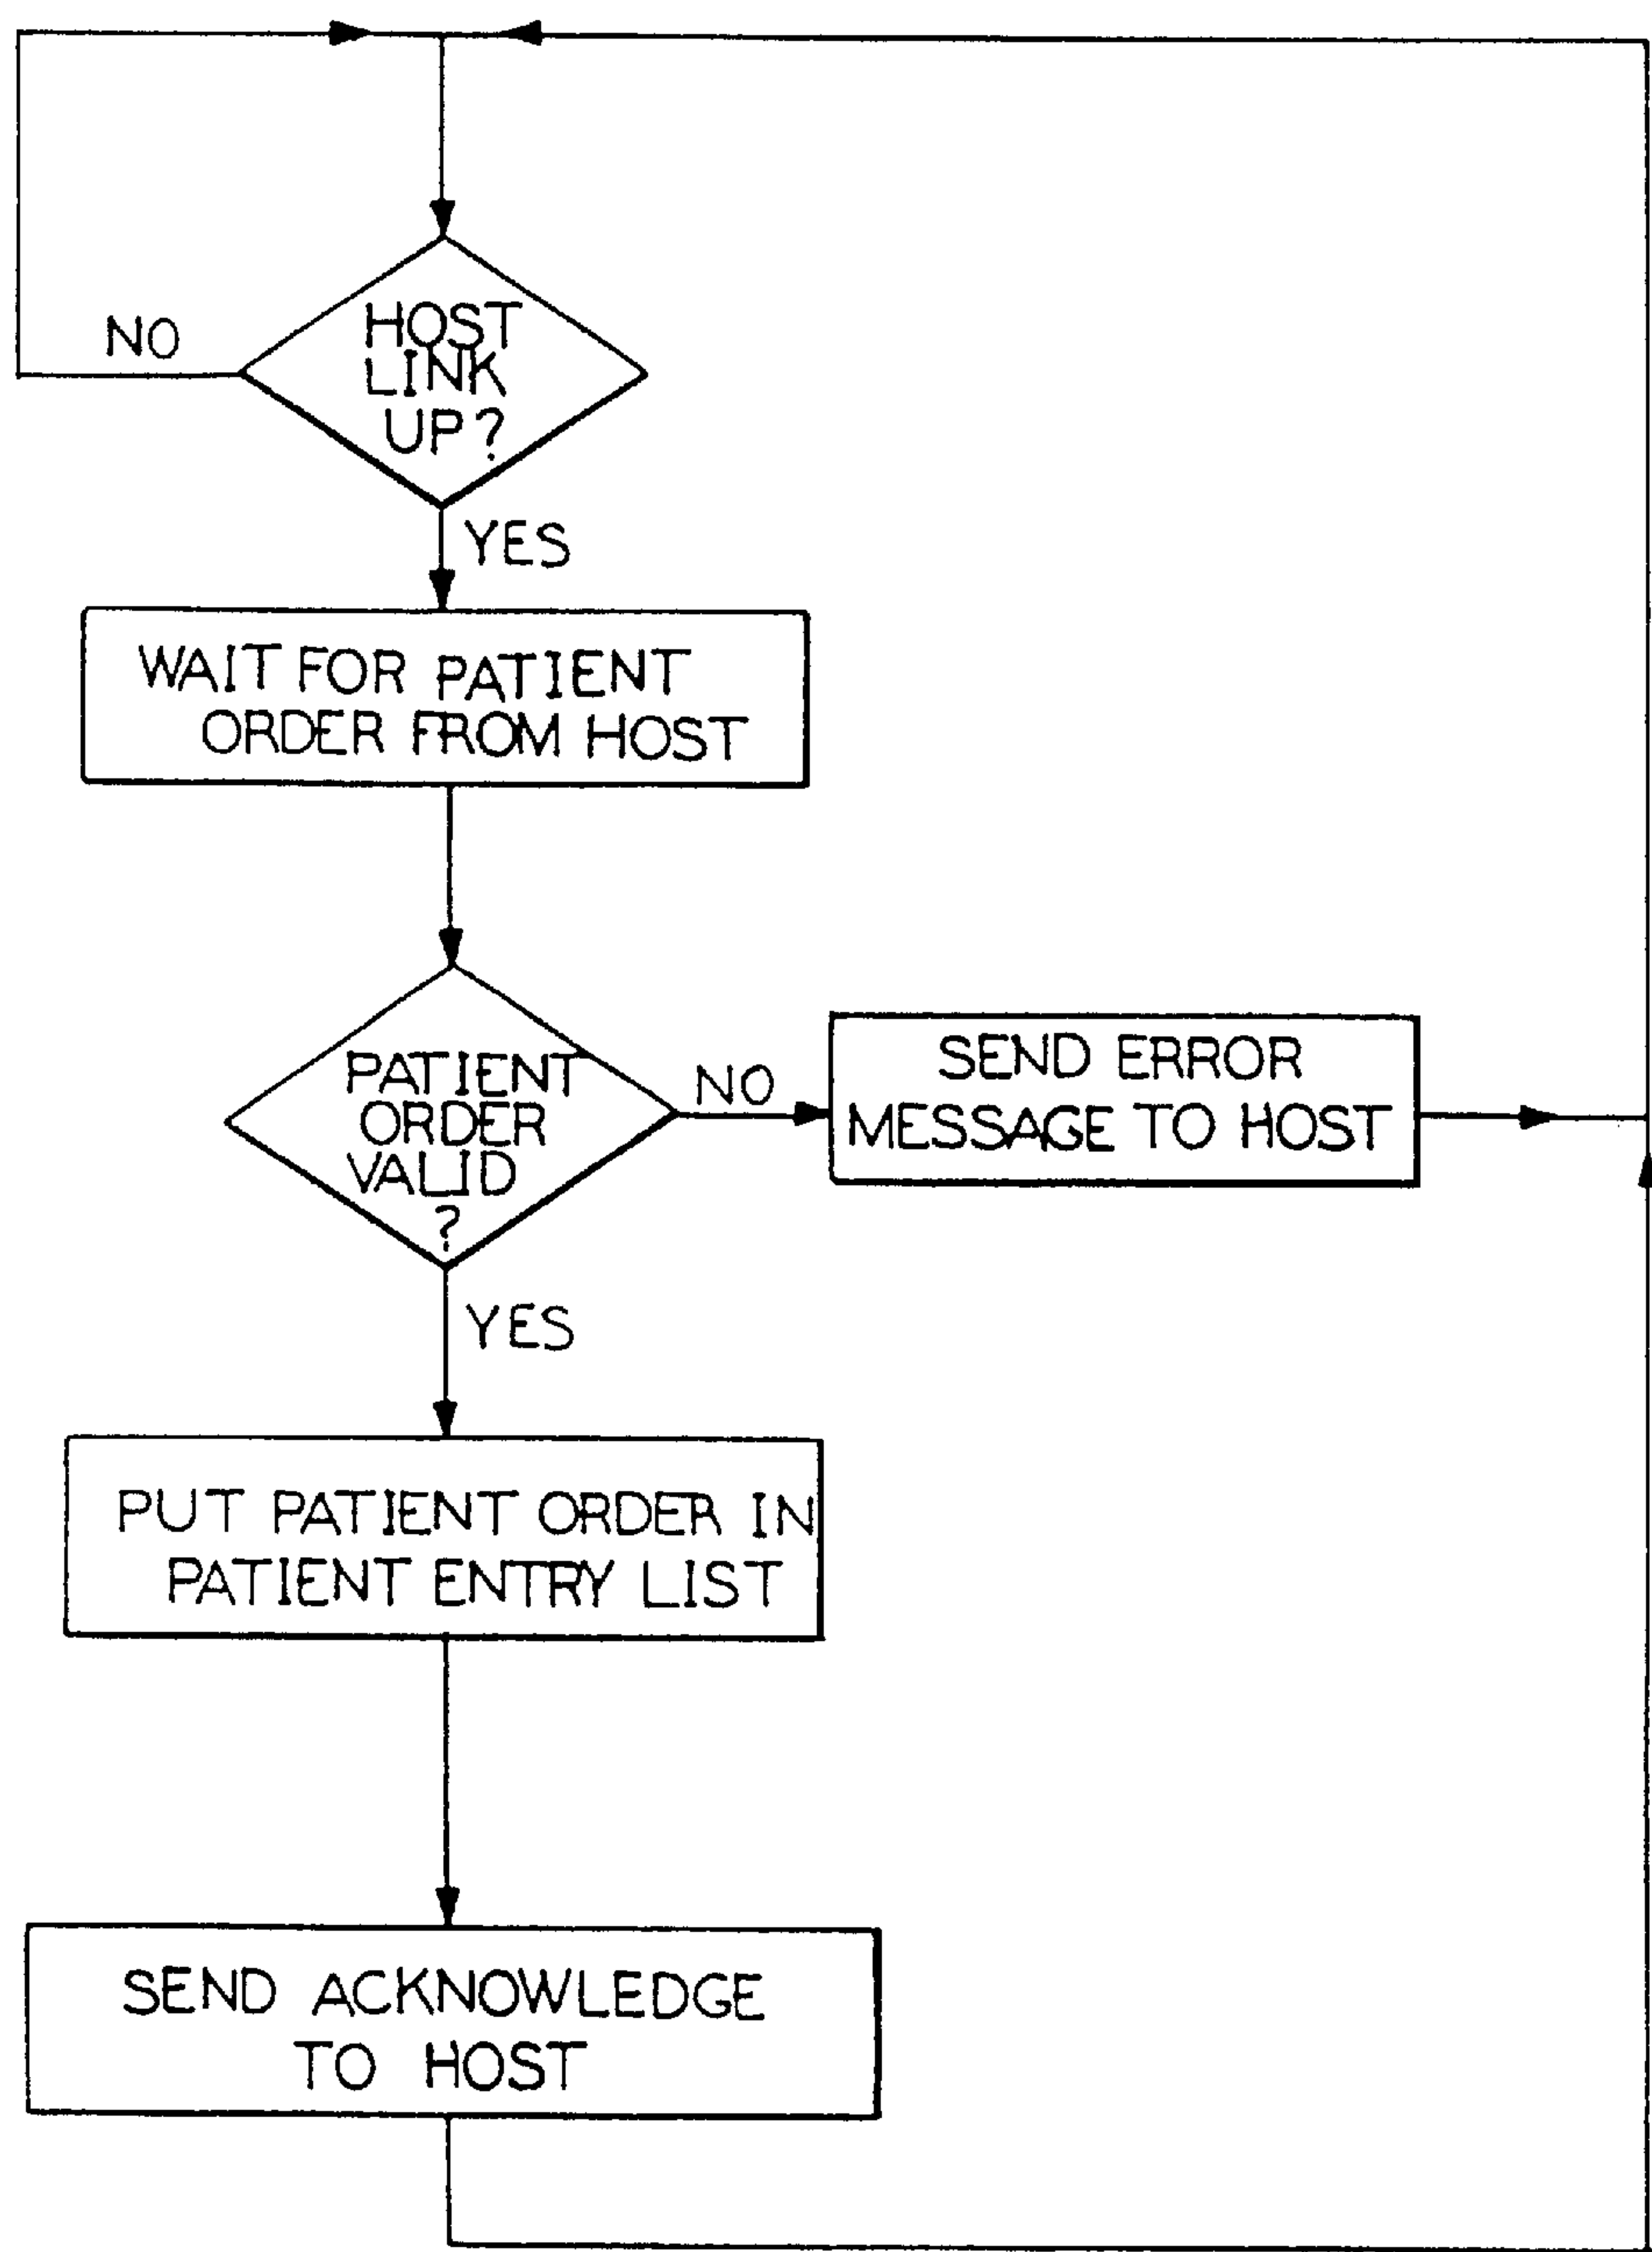 HOST
LINK
UP?
NO
YES
WAIT FOR PATIENT
ORDER FROM HOST
PATIENT
ORDER
VALID
?
NO
SEND ERROR
MESSAGE TO HOST
YES
PUT PATIENT ORDER IN
PATIENT ENTRY LIST
SEND ACKNOWLEDGE
TO HOST